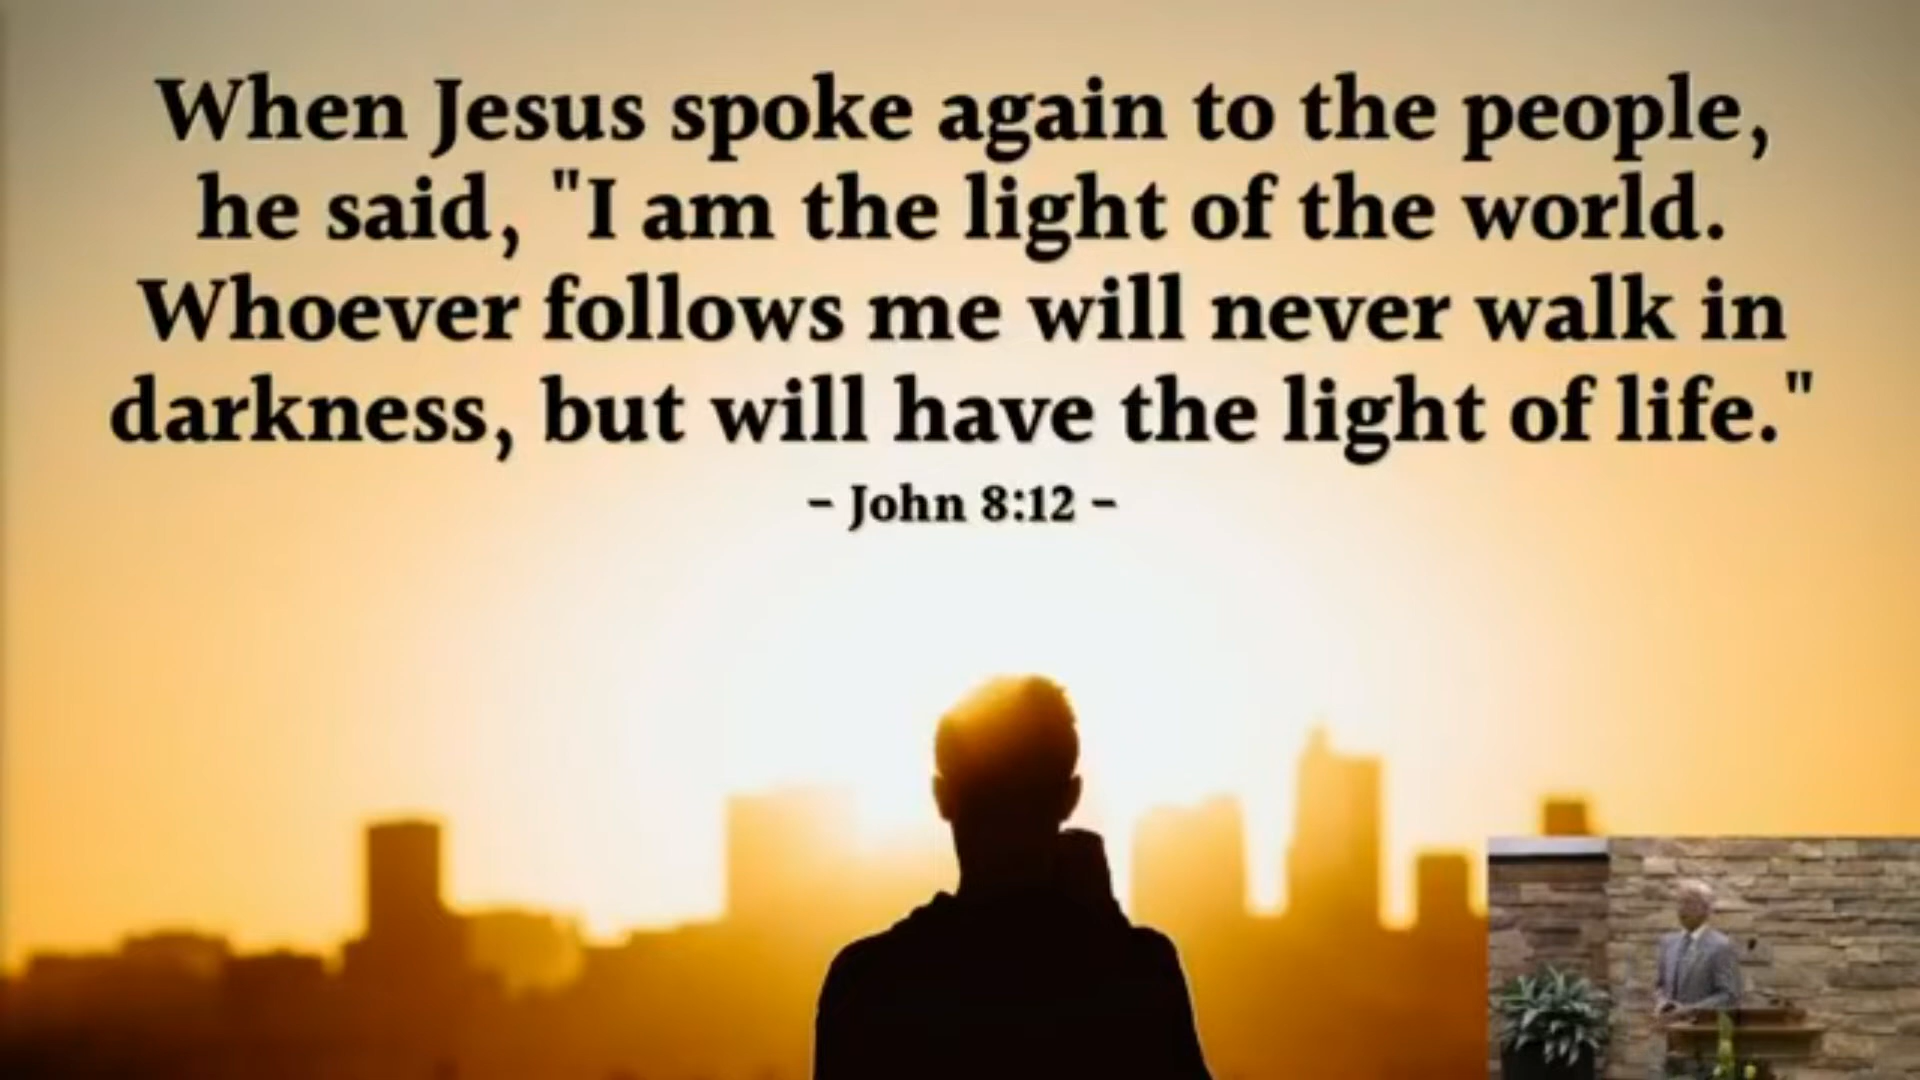 When Jesus spoke again to the people,
he said, "I am the light of the world.
Whoever follows me will never walk in
darkness, but will have the light of life."
- John 8:12 -